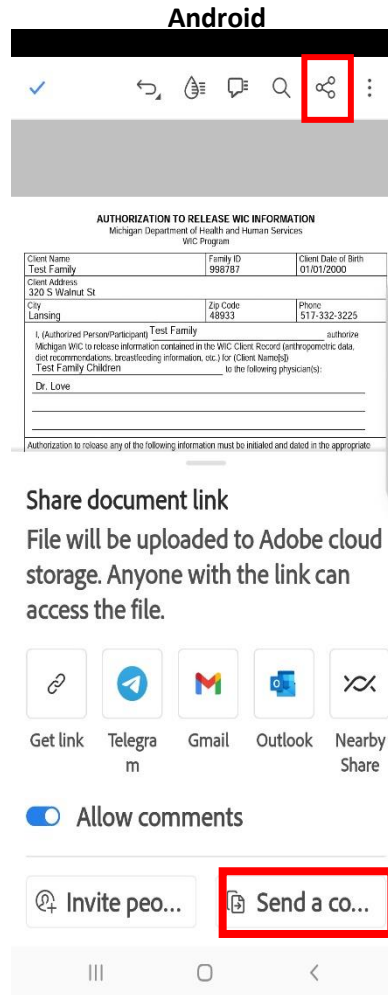 Android
AUTHORIZATION TO RELEASE WIC INFORMATION
Michigan Department of Health and Human Services
WIC Program
Client Name Family ID Client Date of Birth
Test Family 998787 01/01/2000
Client Address
320 S Walnut St
City Zip Code Phone
Lansing 48933 517-332-3225
I, (Authorized Person/Participant) Test Family authorize
Michigan WIC to release information contained in the WIC Client Record (anthropometric data,
diet recommendations, breastfeeding information, etc.) for (Client Name[s])
Test Family Children to the following physician(s):
Dr. Love
Authorization to release any of the following information must be initialed and dated in the appropriate
Share document link
File will be uploaded to Adobe cloud
storage. Anyone with the link can
access the file.
Get link Telegra
m Gmail Outlook Nearby
Share
Allow comments
Invite peo... Send a co...